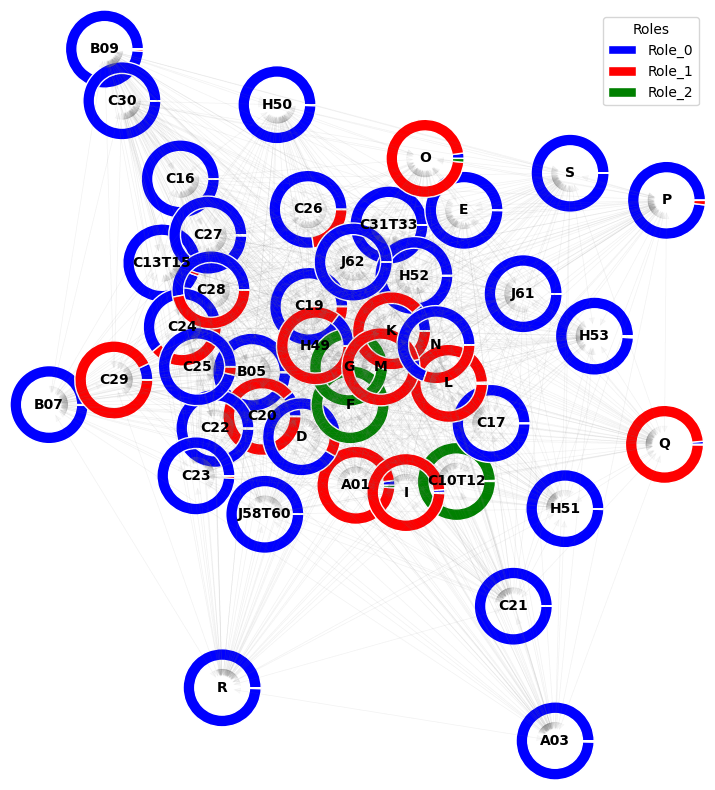 Roles
Role_0
Role_1
Role_2
B09
C30
H50
O
S
C16
P
C26
E
C31T33
C27
C13T15
J62
H52
C28
J61
C19
C24
K
H53
H49
N
C25
B05
G
M
C29
L
B07
F
C20
C17
C22
D
Q
C23
A01
I
C10T12
H51
J58T60
C21
R
A03